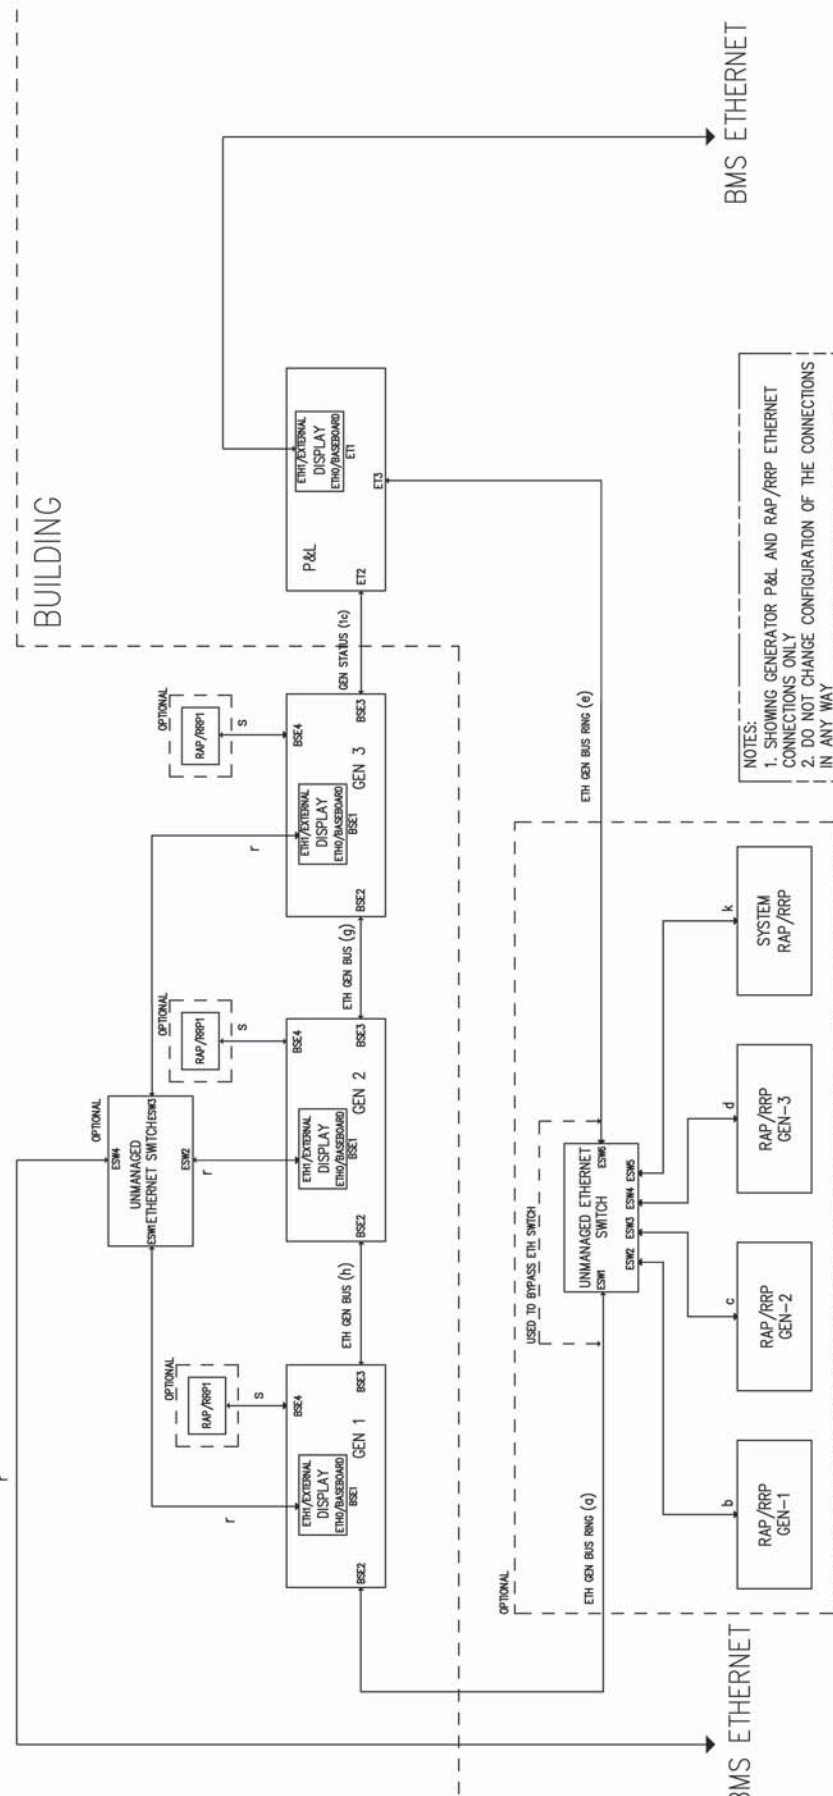 BUILDING
r
OPTIONAL
ESW4
UNMANAGED
ESW1 ETHERNET SWITCH ESW3
ESW2
r
r
r
OPTIONAL
RAP/RRP1
S
BSE4
ETH1/EXTERNAL
DISPLAY
ETH0/BASEBOARD
BSE1
GEN 1
BSE2
BSE3
ETH GEN BUS (h)
OPTIONAL
RAP/RRP1
S
BSE4
ETH1/EXTERNAL
DISPLAY
ETH0/BASEBOARD
BSE1
GEN 2
BSE2
BSE3
ETH GEN BUS (g)
OPTIONAL
RAP/RRP1
S
BSE4
ETH1/EXTERNAL
DISPLAY
ETH0/BASEBOARD
BSE1
GEN 3
BSE2
BSE3
GEN STATUS (1c)
P&L
ETH1/EXTERNAL
DISPLAY
ETH0/BASEBOARD
ET1
ET2
ET3
BMS ETHERNET
OPTIONAL
USED TO BYPASS ETH SWTCH
ETH GEN BUS RING (a)
UNMANAGED ETHERNET
SWITCH
ESW1
ESW6
ESW2 ESW3 ESW4 ESW5
ETH GEN BUS RING (e)
b
RAP/RRP
GEN-1
c
RAP/RRP
GEN-2
d
RAP/RRP
GEN-3
k
SYSTEM
RAP/RRP
BMS ETHERNET
NOTES:
1. SHOWING GENERATOR P&L AND RAP/RRP ETHERNET
CONNECTIONS ONLY
2. DO NOT CHANGE CONFIGURATION OF THE CONNECTIONS
IN ANY WAY